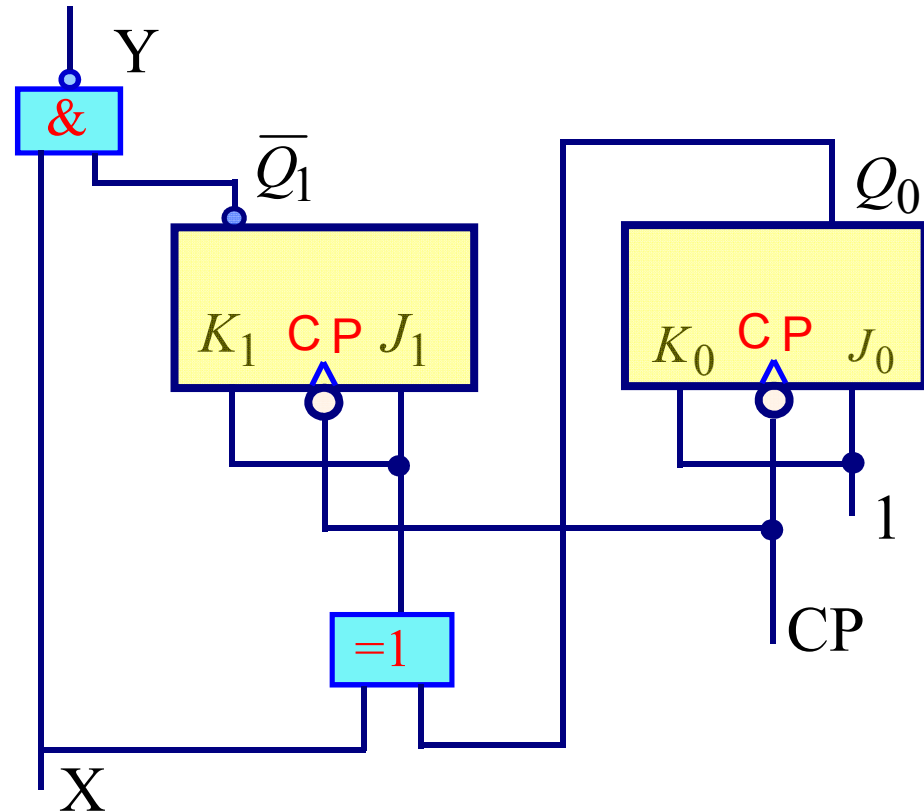 Y
&
Q̅₁
Q₀
K₁ CP J₁
K₀ CP J₀
1
=1
CP
X